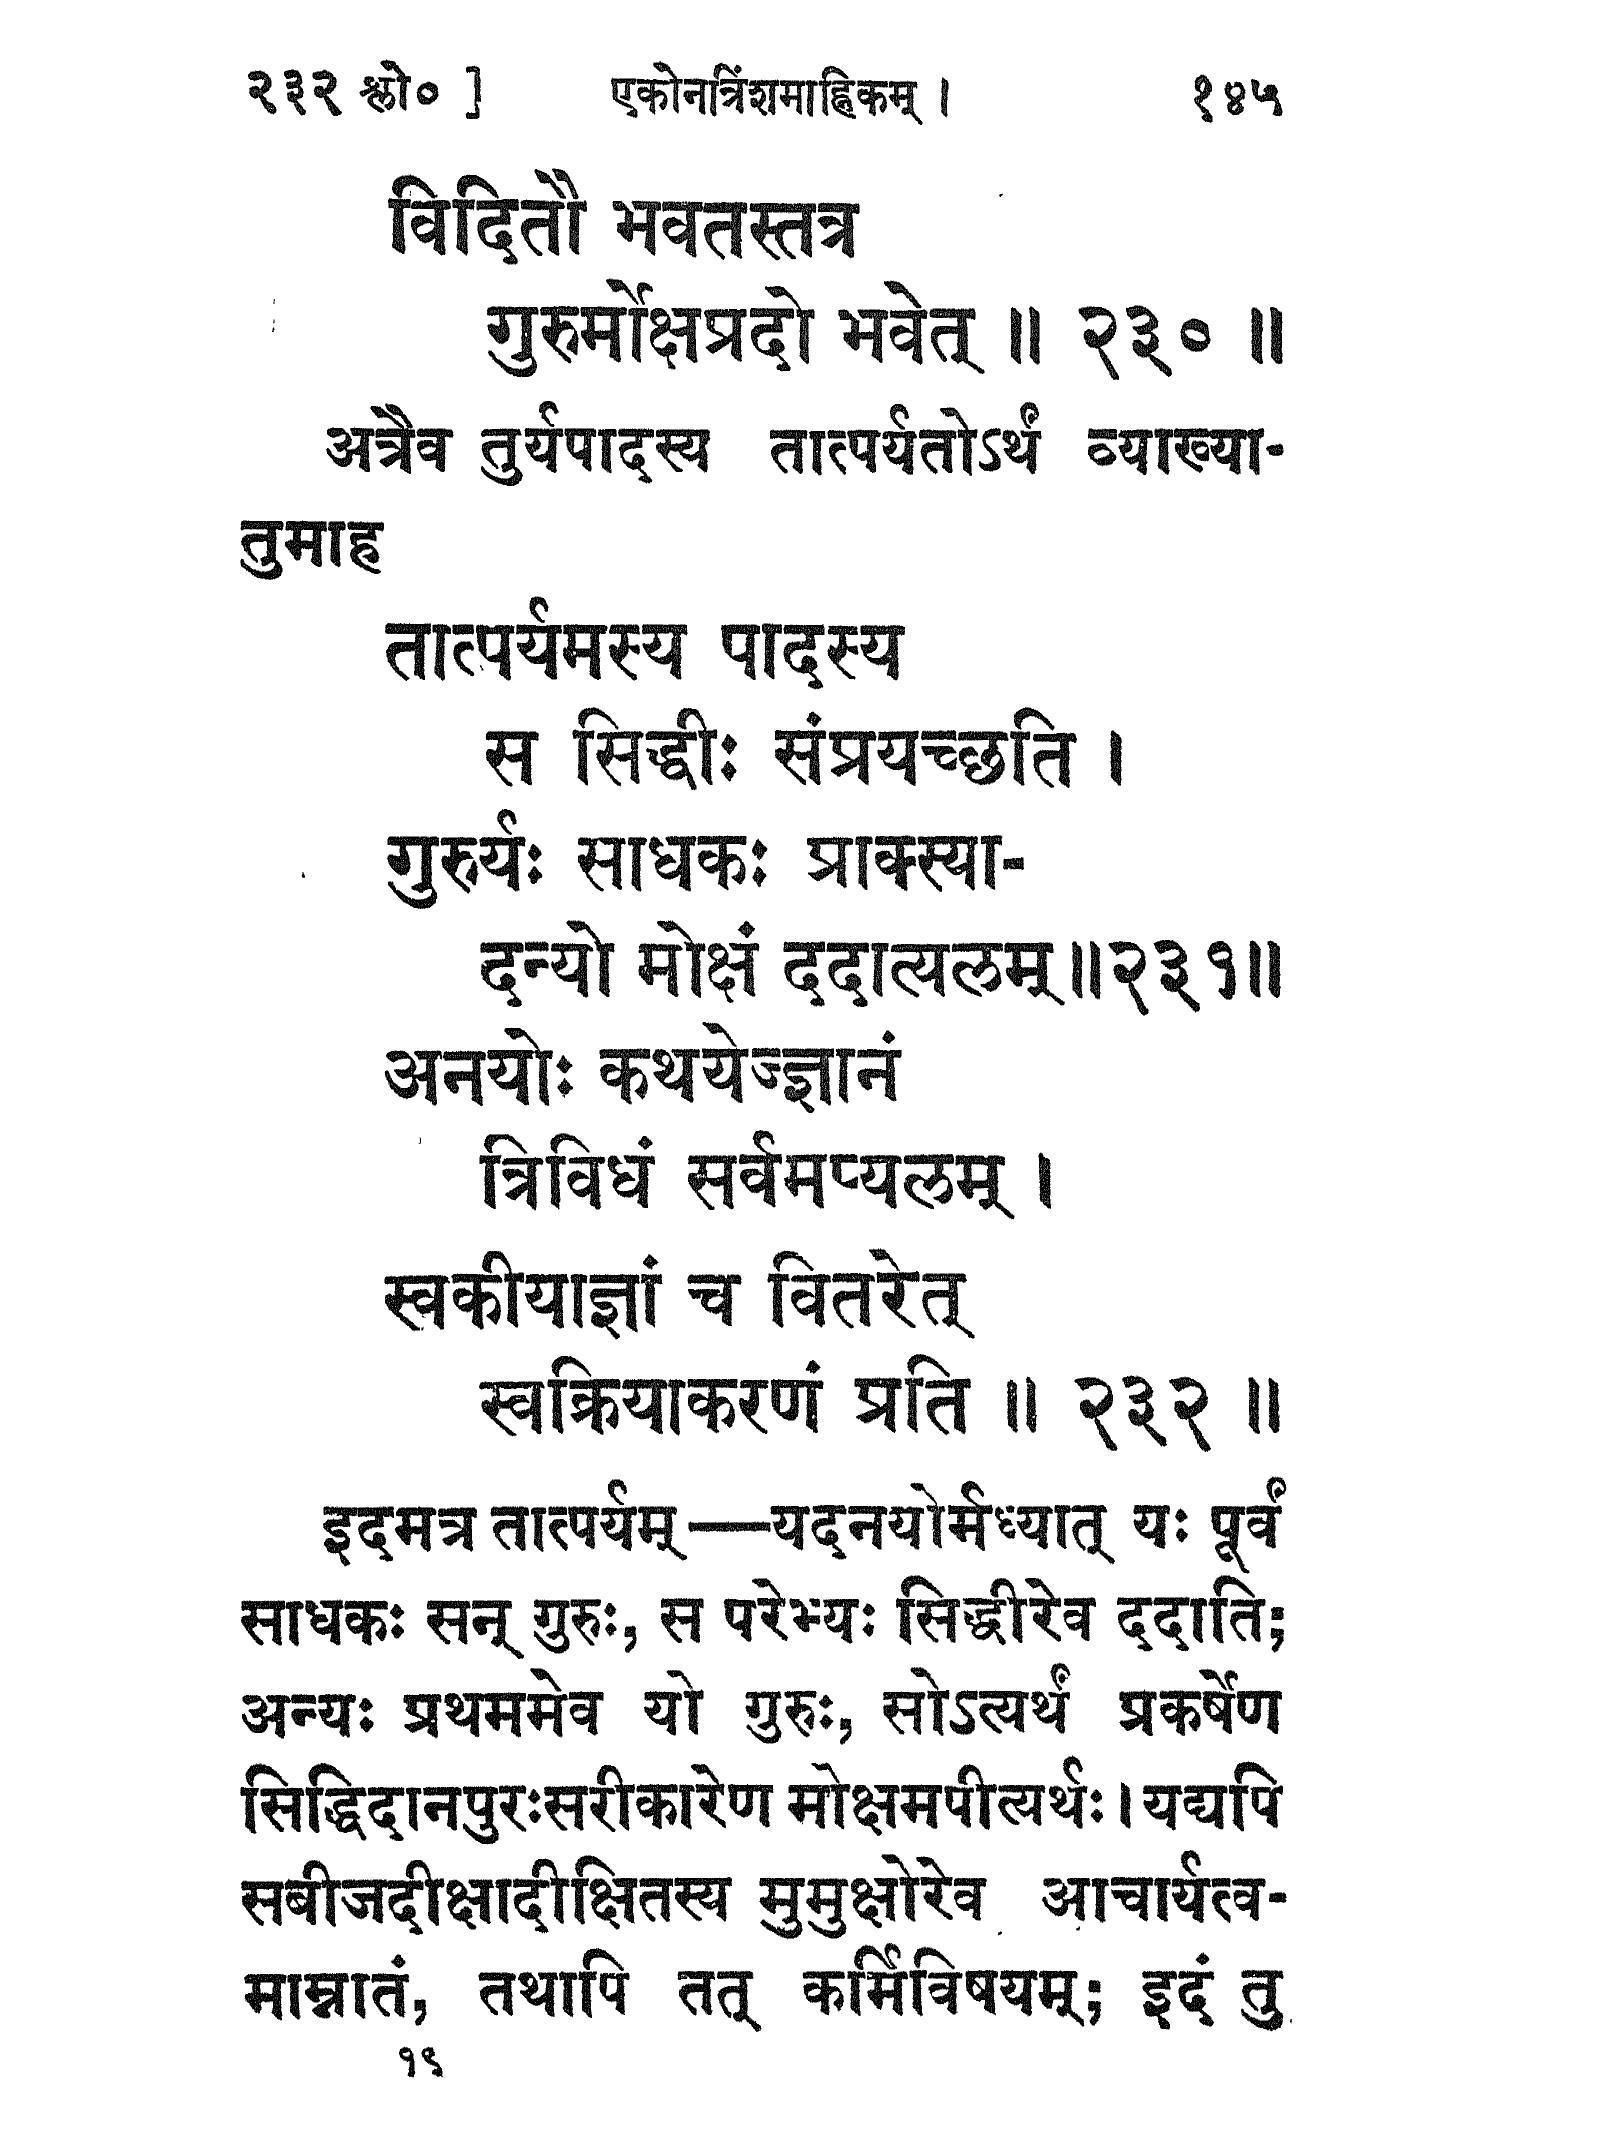 २३२ श्लो० ] एकोनत्रिंशमाह्निकम् । १४५
विदितौ भवतस्तत्र
गुरुर्मोक्षप्रदो भवेत् ॥ २३० ॥
अत्रैव तुर्यपादस्य तात्पर्यतोऽर्थं व्याख्या-
तुमाह
तात्पर्यमस्य पादस्य
स सिद्धीः संप्रयच्छति ।
गुरुर्यः साधकः प्राक्स्या-
दन्यो मोक्षं ददात्यलम् ॥२३१॥
अनयोः कथयेज्ज्ञानं
त्रिविधं सर्वमप्यलम् ।
स्वकीयाज्ञां च वितरेत्
स्वक्रियाकरणं प्रति ॥ २३२ ॥
इदमत्र तात्पर्यम्—यदनयोर्मध्यात् यः पूर्वं
साधकः सन् गुरुः, स परेभ्यः सिद्धीरेव ददाति;
अन्यः प्रथममेव यो गुरुः, सोऽत्यर्थं प्रकर्षेण
सिद्धिदानपुरःसरीकारेण मोक्षमपीत्यर्थः। यद्यपि
सबीजदीक्षादीक्षितस्य मुमुक्षोरेव आचार्यत्व-
माम्नातं, तथापि तत् कर्मिविषयम्; इदं तु
१९